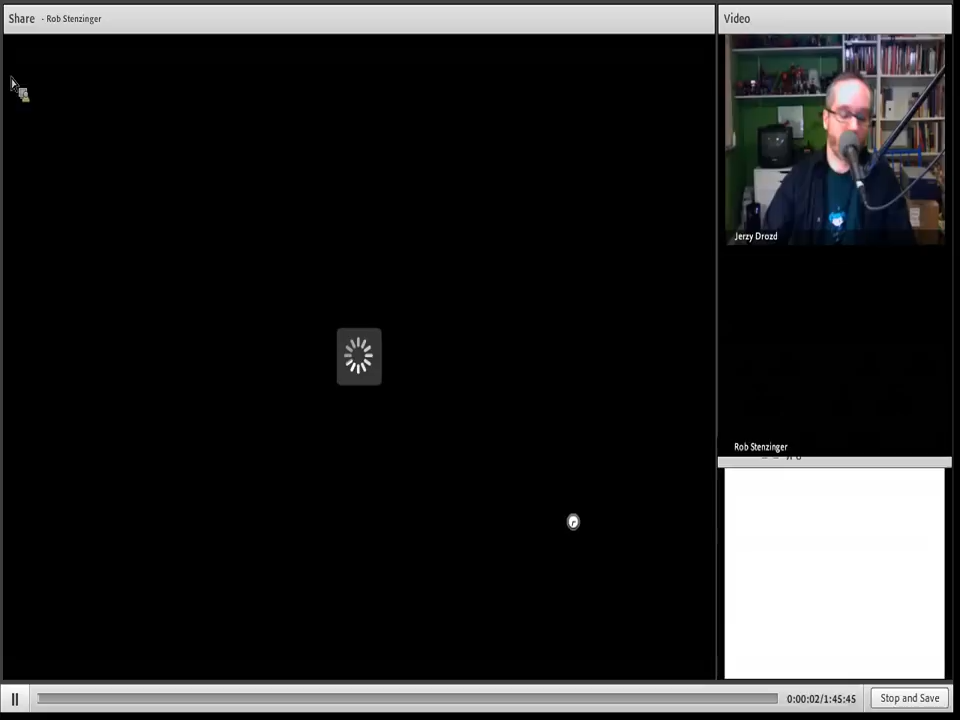 Share - Rob Stenzinger
Video
Jerzy Drozd
Rob Stenzinger
0:00:02/1:45:45
Stop and Save